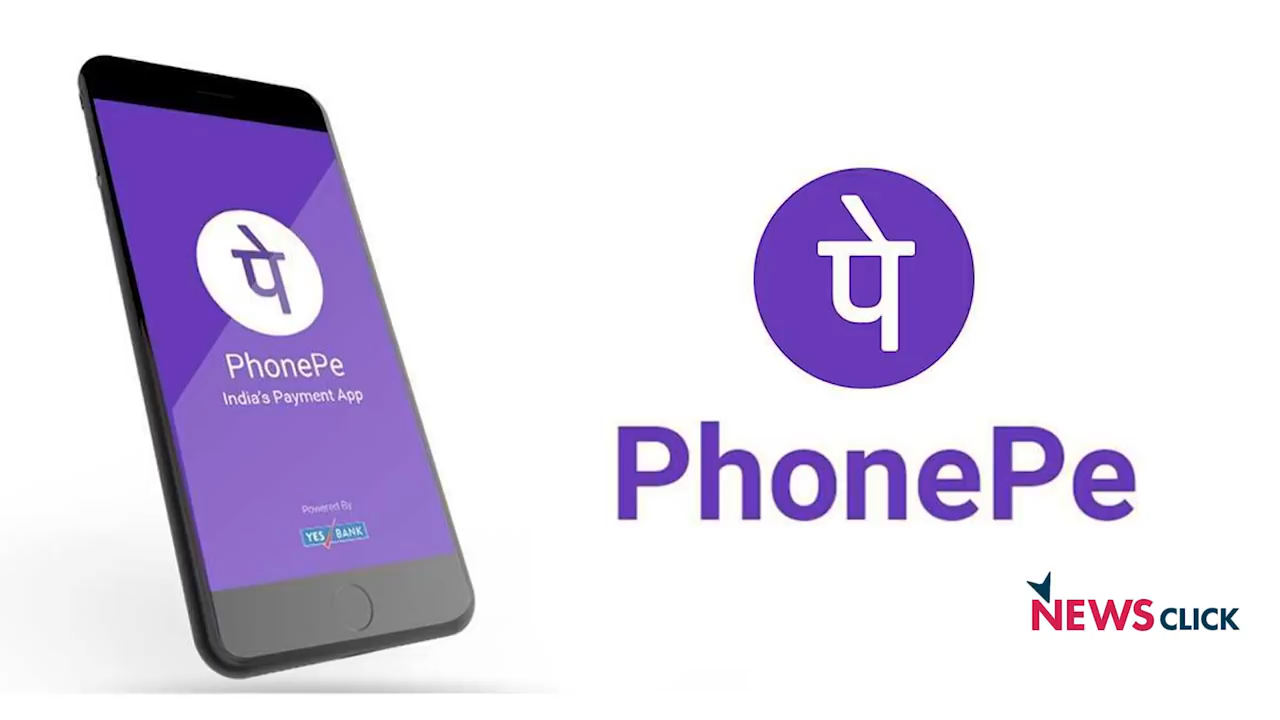 पे
PhonePe
India's Payment App
Powered By
YES BANK
पे
PhonePe
NEWS CLICK